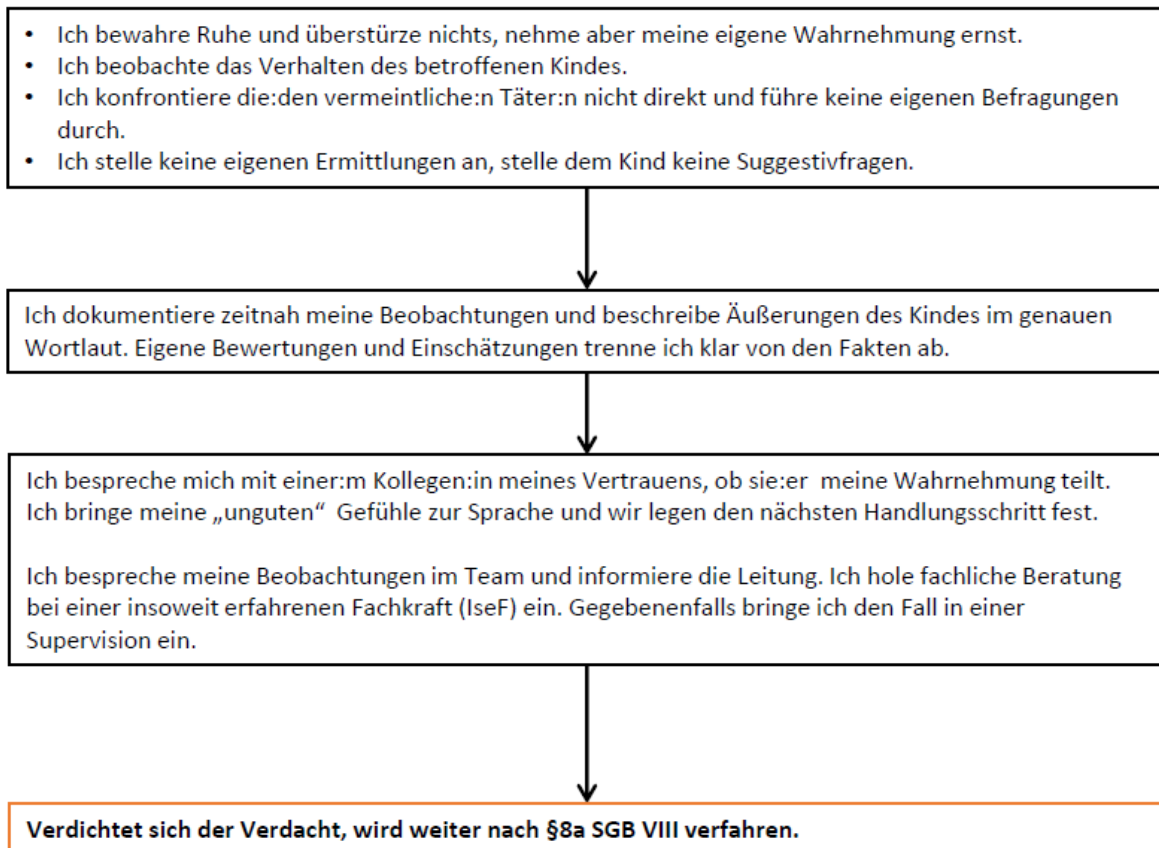 • Ich bewahre Ruhe und überstürze nichts, nehme aber meine eigene Wahrnehmung ernst.
• Ich beobachte das Verhalten des betroffenen Kindes.
• Ich konfrontiere die:den vermeintliche:n Täter:n nicht direkt und führe keine eigenen Befragungen
durch.
• Ich stelle keine eigenen Ermittlungen an, stelle dem Kind keine Suggestivfragen.
Ich dokumentiere zeitnah meine Beobachtungen und beschreibe Äußerungen des Kindes im genauen
Wortlaut. Eigene Bewertungen und Einschätzungen trenne ich klar von den Fakten ab.
Ich bespreche mich mit einer:m Kollegen:in meines Vertrauens, ob sie:er meine Wahrnehmung teilt.
Ich bringe meine „unguten“ Gefühle zur Sprache und wir legen den nächsten Handlungsschritt fest.
Ich bespreche meine Beobachtungen im Team und informiere die Leitung. Ich hole fachliche Beratung
bei einer insoweit erfahrenen Fachkraft (IseF) ein. Gegebenenfalls bringe ich den Fall in einer
Supervision ein.
Verdichtet sich der Verdacht, wird weiter nach §8a SGB VIII verfahren.